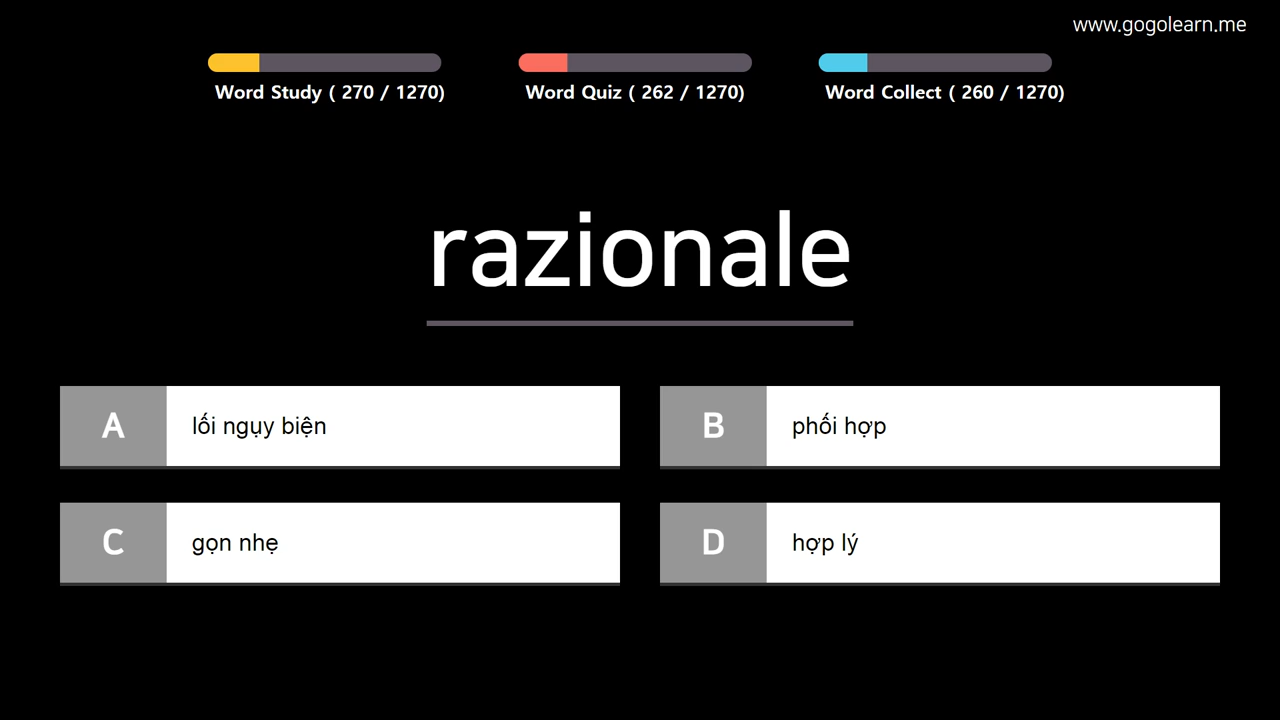 www.gogolearn.me
Word Study ( 270 / 1270)
Word Quiz ( 262 / 1270)
Word Collect ( 260 / 1270)
razionale
A
lối ngụy biện
B
phối hợp
C
gọn nhẹ
D
hợp lý